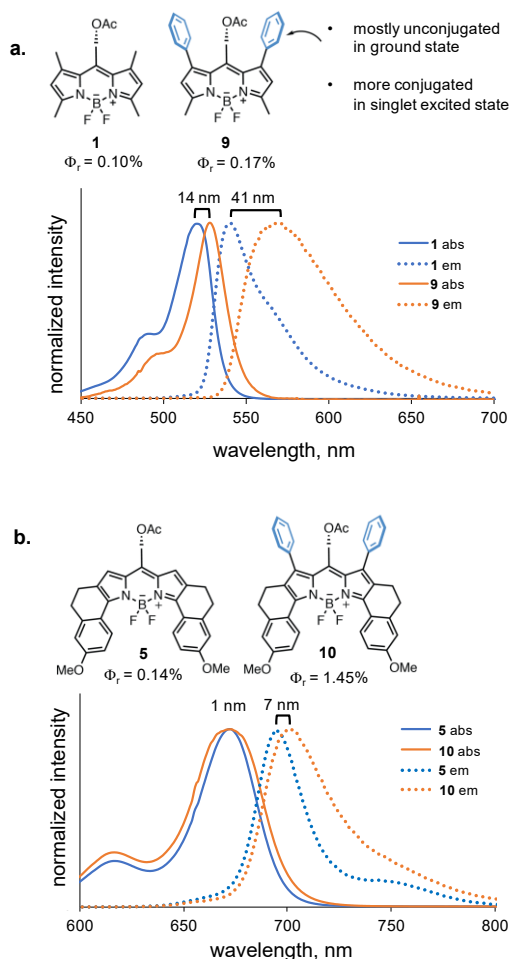 a.
OAc
N
N
B
F
F
-
+
1
Φr = 0.10%
OAc
N
N
B
F
F
-
+
9
Φr = 0.17%
• mostly unconjugated
in ground state
• more conjugated
in singlet excited state
14 nm
41 nm
normalized intensity
1 abs
1 em
9 abs
9 em
450 500 550 600 650 700
wavelength, nm
b.
OAc
N
N
B
F
F
-
+
MeO
OMe
5
Φr = 0.14%
OAc
N
N
B
F
F
-
+
MeO
OMe
10
Φr = 1.45%
1 nm
7 nm
normalized intensity
5 abs
10 abs
5 em
10 em
600 650 700 750 800
wavelength, nm